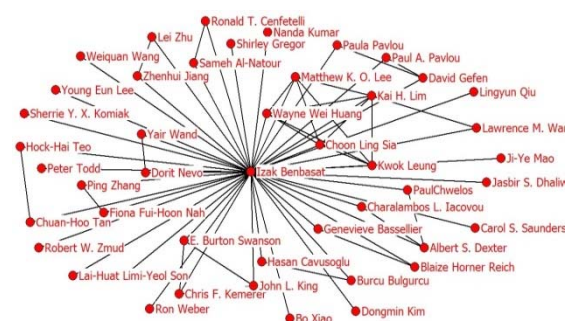 Ronald T. Cenfetelli
Nanda Kumar
Lei Zhu
Shirley Gregor
Paula Pavlou
Weiquan Wang
Paul A. Pavlou
Sameh Al-Natour
Zhenhui Jiang
Matthew K. O. Lee
David Gefen
Young Eun Lee
Kai H. Lim
Lingyun Qiu
Sherrie Y. X. Komiak
Wayne Wei Huang
Lawrence M. Wa
Yair Wand
Hock-Hai Teo
Choon Ling Sia
Ji-Ye Mao
Peter Todd
Dorit Nevo
Izak Benbasat
Kwok Leung
Jasbir S. Dhaliw
Ping Zhang
PaulChwelos
Fiona Fui-Hoon Nah
Charalambos L. Iacovou
Chuan-Hoo Tan
Genevieve Bassellier
Carol S. Saunders
Robert W. Zmud
E. Burton Swanson
Albert S. Dexter
Hasan Cavusoglu
Blaize Horner Reich
Lai-Huat Limi-Yeol Son
John L. King
Burcu Bulgurcu
Chris F. Kemerer
Ron Weber
Bo Xiao
Dongmin Kim